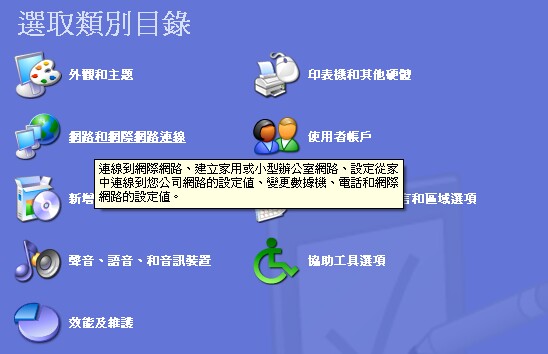 選取類別目錄
外觀和主題
印表機和其他硬體
網路和網際網路連線
使用者帳戶
連線到網際網路、建立家用或小型辦公室網路、設定從家
中連線到您公司網路的設定值、變更數據機、電話和網際
網路的設定值。
新增
言和區域選項
聲音、語音、和音訊裝置
協助工具選項
效能及維護